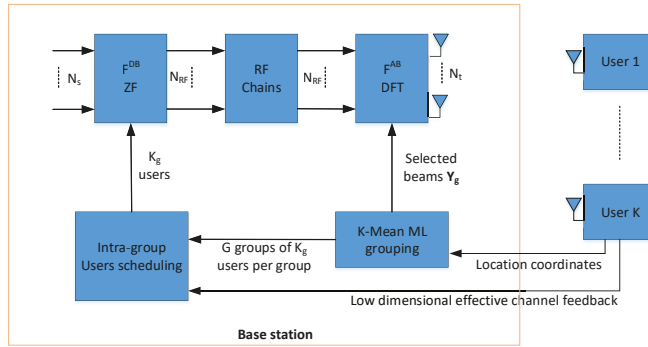 F^DB
ZF
RF
Chains
F^AB
DFT
User 1
N_s
N_RF
N_RF
N_t
K_g
users
Selected
beams Y_g
User K
Intra-group
Users scheduling
G groups of K_g
users per group
K-Mean ML
grouping
Location coordinates
Low dimensional effective channel feedback
Base station